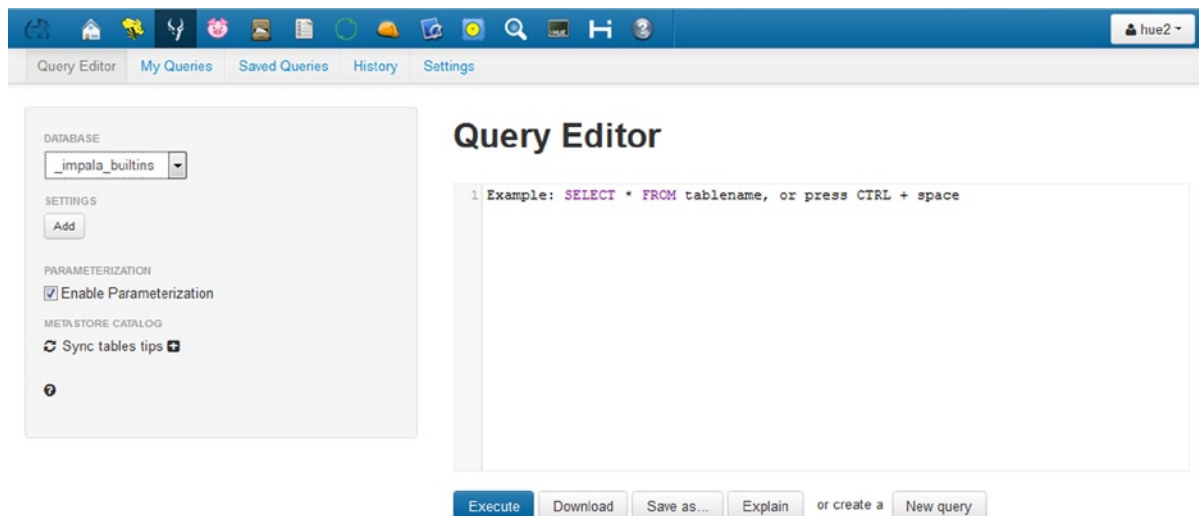 hue2
Query Editor My Queries Saved Queries History Settings
DATABASE
_impala_builtins
SETTINGS
Add
PARAMETERIZATION
Enable Parameterization
METASTORE CATALOG
Sync tables tips
Query Editor
1 Example: SELECT * FROM tablename, or press CTRL + space
Execute Download Save as... Explain or create a New query